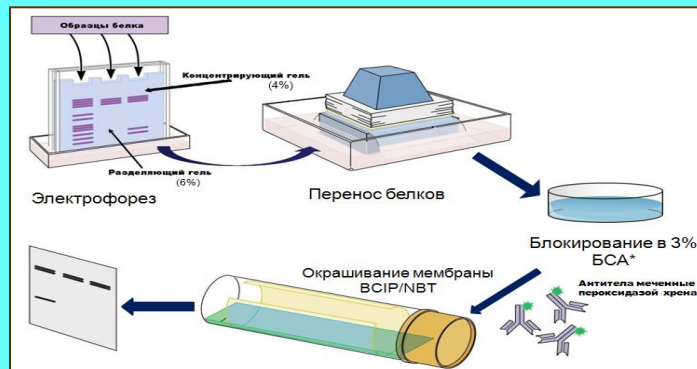 Образцы белка
Концентрирующий гель
(4%)
Разделяющий гель
(6%)
Электрофорез
Перенос белков
Блокирование в 3%
БСА*
Антитела меченные
пероксидазой хрена
Окрашивание мембраны
BCIP/NBT